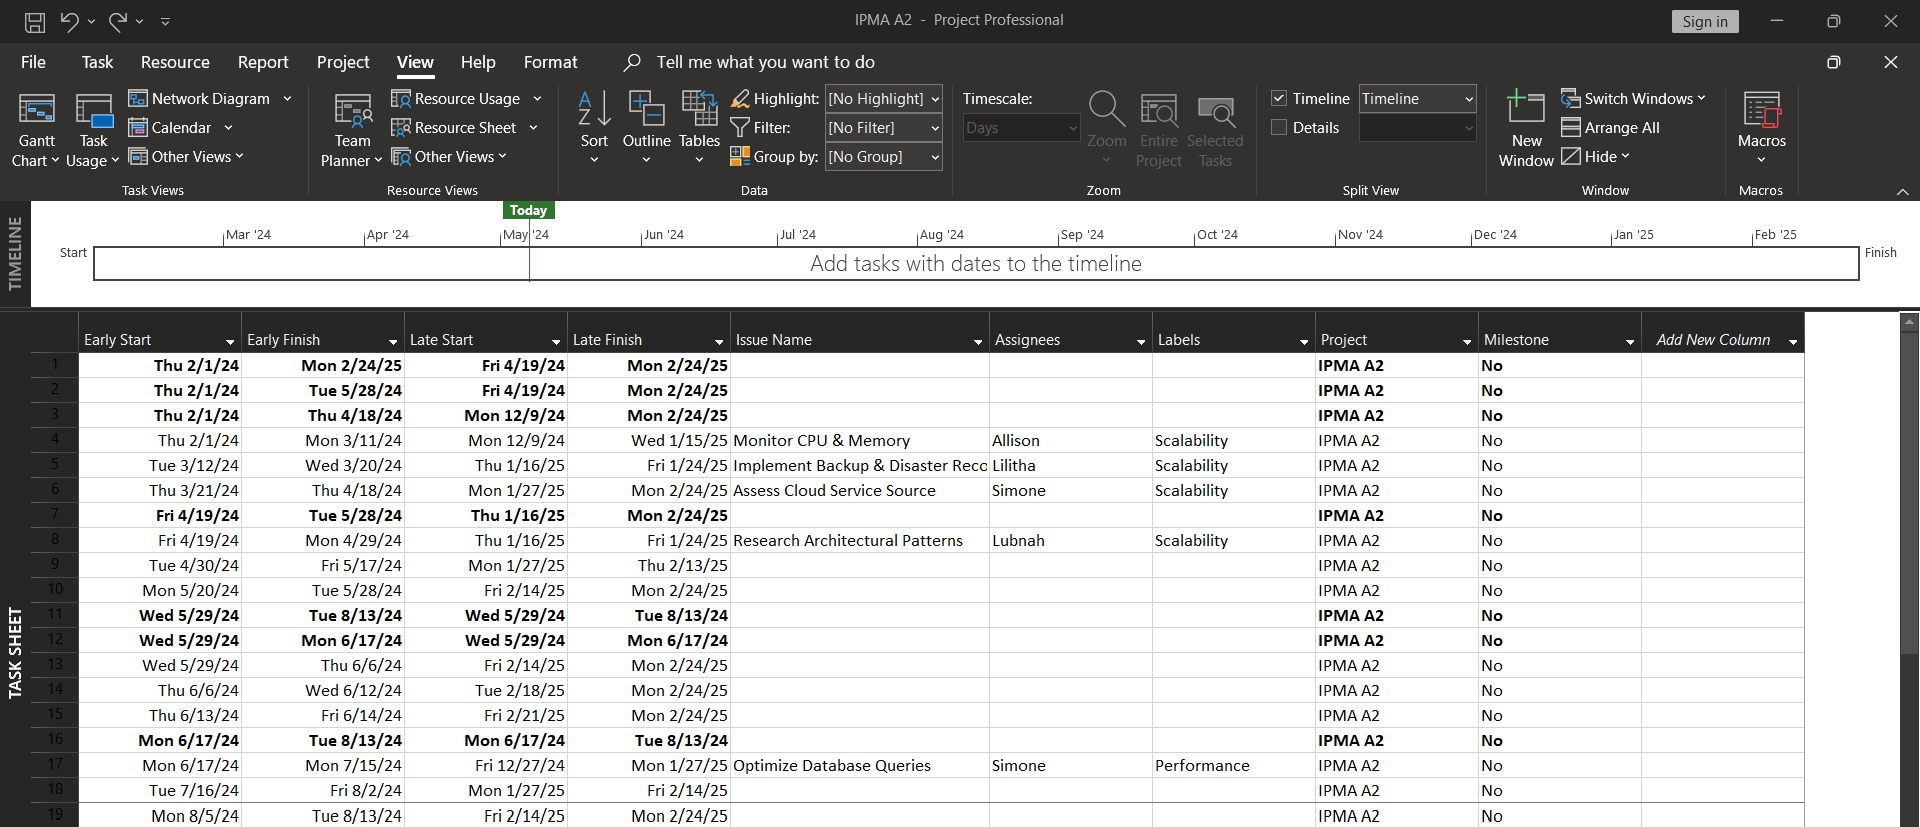 IPMA A2 - Project Professional
Sign in
File Task Resource Report Project View Help Format Tell me what you want to do
Gantt Chart
Task Usage
Network Diagram
Calendar
Other Views
Task Views
Team Planner
Resource Usage
Resource Sheet
Other Views
Resource Views
Sort
Outline
Tables
Highlight: [No Highlight]
Filter: [No Filter]
Group by: [No Group]
Data
Timescale:
Days
Zoom
Entire Project
Selected Tasks
Zoom
Timeline Timeline
Details
Split View
New Window
Switch Windows
Arrange All
Hide
Window
Macros
Macros
TIMELINE
Today
Mar '24 Apr '24 May '24 Jun '24 Jul '24 Aug '24 Sep '24 Oct '24 Nov '24 Dec '24 Jan '25 Feb '25
Start
Add tasks with dates to the timeline
Finish
TASK SHEET
Early Start Early Finish Late Start Late Finish Issue Name Assignees Labels Project Milestone Add New Column
1 Thu 2/1/24 Mon 2/24/25 Fri 4/19/24 Mon 2/24/25 IPMA A2 No
2 Thu 2/1/24 Tue 5/28/24 Fri 4/19/24 Mon 2/24/25 IPMA A2 No
3 Thu 2/1/24 Thu 4/18/24 Mon 12/9/24 Mon 2/24/25 IPMA A2 No
4 Thu 2/1/24 Mon 3/11/24 Mon 12/9/24 Wed 1/15/25 Monitor CPU & Memory Allison Scalability IPMA A2 No
5 Tue 3/12/24 Wed 3/20/24 Thu 1/16/25 Fri 1/24/25 Implement Backup & Disaster Reco Lilitha Scalability IPMA A2 No
6 Thu 3/21/24 Thu 4/18/24 Mon 1/27/25 Mon 2/24/25 Assess Cloud Service Source Simone Scalability IPMA A2 No
7 Fri 4/19/24 Tue 5/28/24 Thu 1/16/25 Mon 2/24/25 IPMA A2 No
8 Fri 4/19/24 Mon 4/29/24 Thu 1/16/25 Fri 1/24/25 Research Architectural Patterns Lubnah Scalability IPMA A2 No
9 Tue 4/30/24 Fri 5/17/24 Mon 1/27/25 Thu 2/13/25 IPMA A2 No
10 Mon 5/20/24 Tue 5/28/24 Fri 2/14/25 Mon 2/24/25 IPMA A2 No
11 Wed 5/29/24 Tue 8/13/24 Wed 5/29/24 Tue 8/13/24 IPMA A2 No
12 Wed 5/29/24 Mon 6/17/24 Wed 5/29/24 Mon 6/17/24 IPMA A2 No
13 Wed 5/29/24 Thu 6/6/24 Fri 2/14/25 Mon 2/24/25 IPMA A2 No
14 Thu 6/6/24 Wed 6/12/24 Tue 2/18/25 Mon 2/24/25 IPMA A2 No
15 Thu 6/13/24 Fri 6/14/24 Fri 2/21/25 Mon 2/24/25 IPMA A2 No
16 Mon 6/17/24 Tue 8/13/24 Mon 6/17/24 Tue 8/13/24 IPMA A2 No
17 Mon 6/17/24 Mon 7/15/24 Fri 12/27/24 Mon 1/27/25 Optimize Database Queries Simone Performance IPMA A2 No
18 Tue 7/16/24 Fri 8/2/24 Mon 1/27/25 Fri 2/14/25 IPMA A2 No
19 Mon 8/5/24 Tue 8/13/24 Fri 2/14/25 Mon 2/24/25 IPMA A2 No